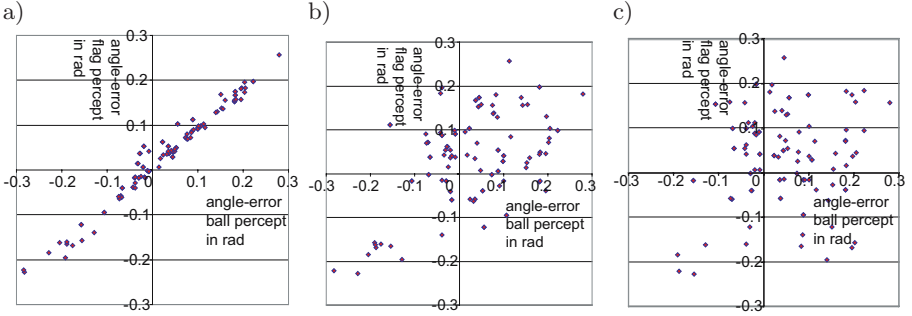 a)
0.3
angle-error
flag percept
in rad
0.2
0.1
-0.3 -0.2 -0.1 0 0.1 0.2 0.3
-0.1
angle-error
ball percept
in rad
-0.2
-0.3
b)
0.3
angle-error
flag percept
in rad
0.2
0.1
-0.3 -0.2 -0.1 0 0.1 0.2 0.3
-0.1
angle-error
ball percept
in rad
-0.2
-0.3
c)
0.3
angle-error
flag percept
in rad
0.2
0.1
-0.3 -0.2 -0.1 0 0.1 0.2 0.3
-0.1
angle-error
ball percept
in rad
-0.2
-0.3